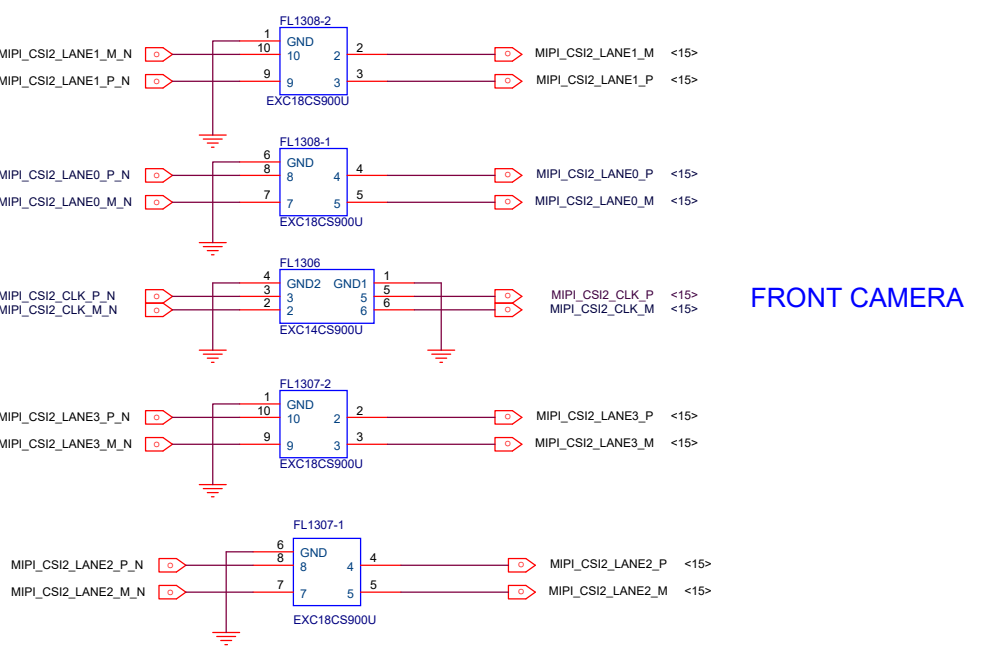 FL1308-2
1 GND
MIPI_CSI2_LANE1_M_N 10 10 2 2 MIPI_CSI2_LANE1_M <15>
MIPI_CSI2_LANE1_P_N 9 9 3 3 MIPI_CSI2_LANE1_P <15>
EXC18CS900U
FL1308-1
6 GND
MIPI_CSI2_LANE0_P_N 8 8 4 4 MIPI_CSI2_LANE0_P <15>
MIPI_CSI2_LANE0_M_N 7 7 5 5 MIPI_CSI2_LANE0_M <15>
EXC18CS900U
FL1306
4 GND2 GND1 1
MIPI_CSI2_CLK_P_N 3 3 5 5 MIPI_CSI2_CLK_P <15>
MIPI_CSI2_CLK_M_N 2 2 6 6 MIPI_CSI2_CLK_M <15>
EXC14CS900U
FRONT CAMERA
FL1307-2
1 GND
MIPI_CSI2_LANE3_P_N 10 10 2 2 MIPI_CSI2_LANE3_P <15>
MIPI_CSI2_LANE3_M_N 9 9 3 3 MIPI_CSI2_LANE3_M <15>
EXC18CS900U
FL1307-1
6 GND
MIPI_CSI2_LANE2_P_N 8 8 4 4 MIPI_CSI2_LANE2_P <15>
MIPI_CSI2_LANE2_M_N 7 7 5 5 MIPI_CSI2_LANE2_M <15>
EXC18CS900U